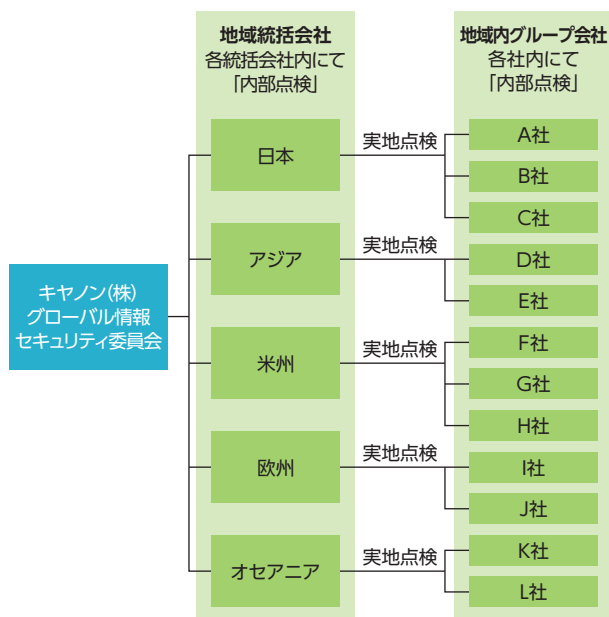 地域統括会社
各統括会社内にて
「内部点検」
地域内グループ会社
各社内にて
「内部点検」
キヤノン(株)
グローバル情報
セキュリティ委員会
日本
実地点検
A社
B社
C社
アジア
実地点検
D社
E社
米州
実地点検
F社
G社
H社
欧州
実地点検
I社
J社
オセアニア
実地点検
K社
L社